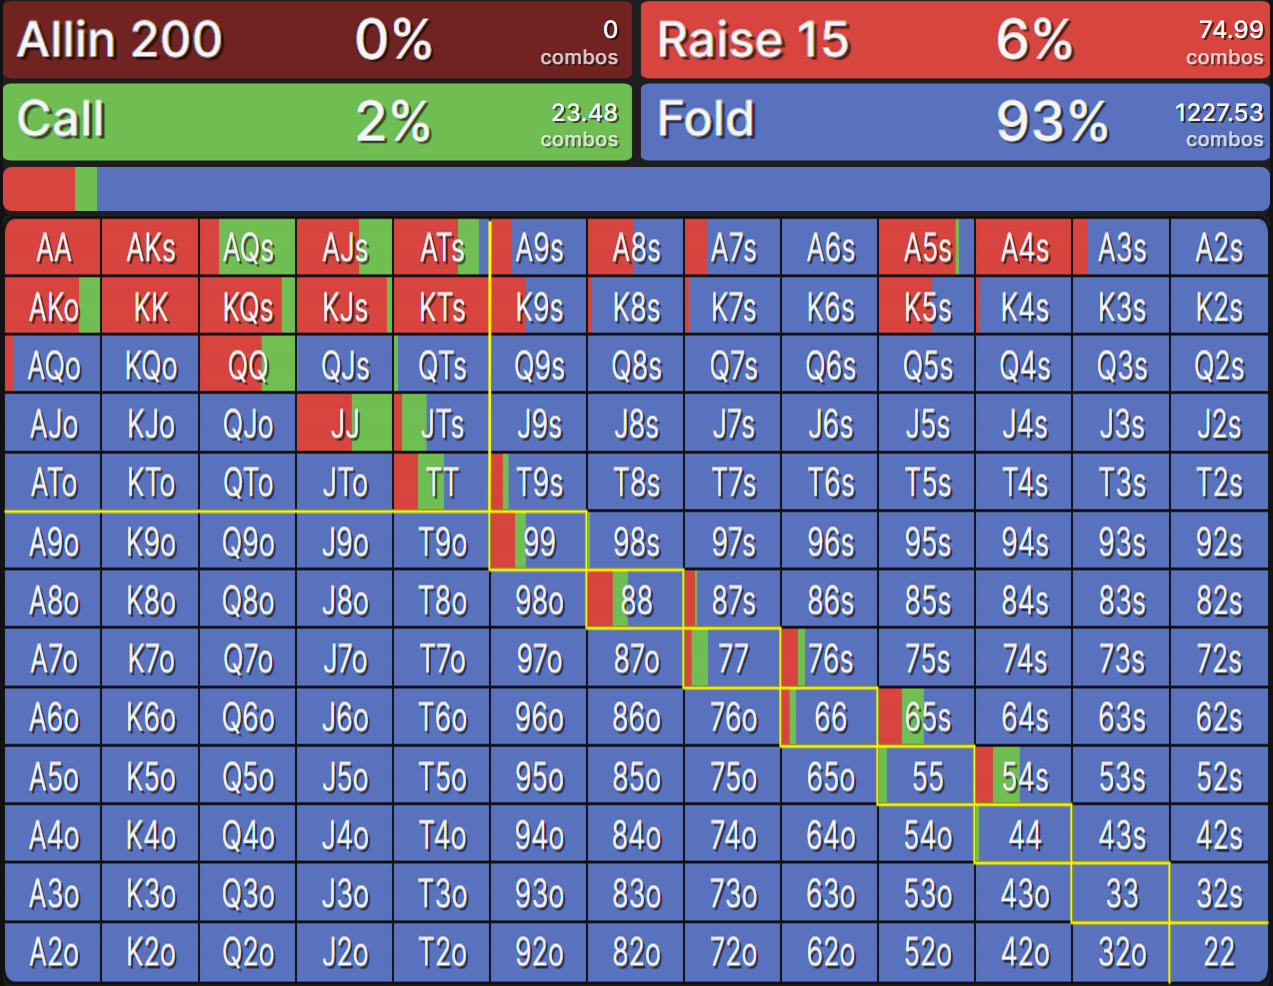 Allin 200 0% 0 combos Raise 15 6% 74.99 combos
Call 2% 23.48 combos Fold 93% 1227.53 combos
AA AKs AQs AJs ATs A9s A8s A7s A6s A5s A4s A3s A2s
AKo KK KQs KJs KTs K9s K8s K7s K6s K5s K4s K3s K2s
AQo KQo QQ QJs QTs Q9s Q8s Q7s Q6s Q5s Q4s Q3s Q2s
AJo KJo QJo JJ JTs J9s J8s J7s J6s J5s J4s J3s J2s
ATo KTo QTo JTo TT T9s T8s T7s T6s T5s T4s T3s T2s
A9o K9o Q9o J9o T9o 99 98s 97s 96s 95s 94s 93s 92s
A8o K8o Q8o J8o T8o 98o 88 87s 86s 85s 84s 83s 82s
A7o K7o Q7o J7o T7o 97o 87o 77 76s 75s 74s 73s 72s
A6o K6o Q6o J6o T6o 96o 86o 76o 66 65s 64s 63s 62s
A5o K5o Q5o J5o T5o 95o 85o 75o 65o 55 54s 53s 52s
A4o K4o Q4o J4o T4o 94o 84o 74o 64o 54o 44 43s 42s
A3o K3o Q3o J3o T3o 93o 83o 73o 63o 53o 43o 33 32s
A2o K2o Q2o J2o T2o 92o 82o 72o 62o 52o 42o 32o 22